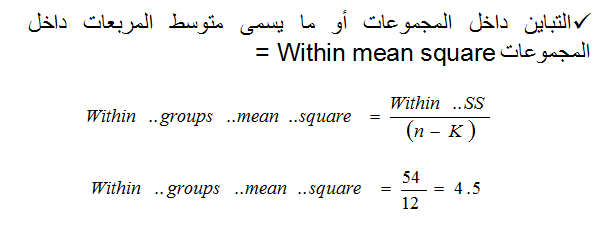 ✓التباين داخل المجموعات أو ما يسمى متوسط المربعات داخل
المجموعات Within mean square =
Within ..groups ..mean ..square = Within ..SS / (n − K)
Within ..groups ..mean ..square = 54 / 12 = 4.5